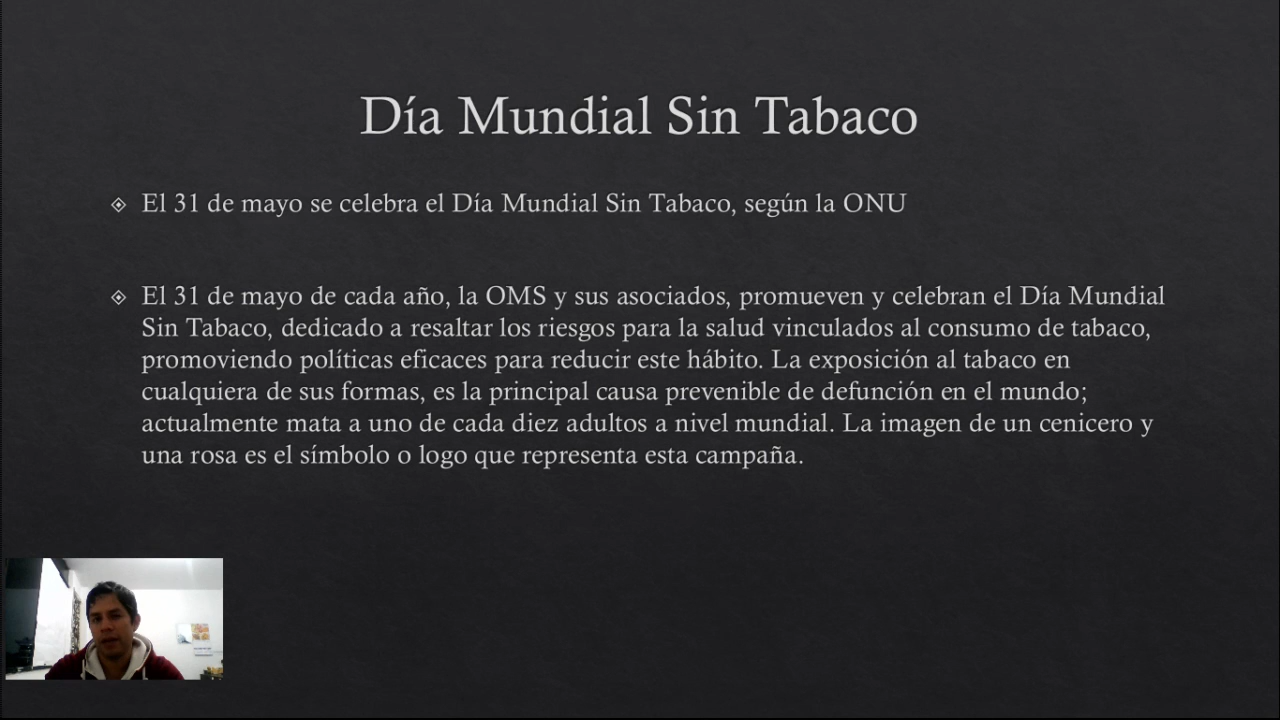 Día Mundial Sin Tabaco
El 31 de mayo se celebra el Día Mundial Sin Tabaco, según la ONU
El 31 de mayo de cada año, la OMS y sus asociados, promueven y celebran el Día Mundial
Sin Tabaco, dedicado a resaltar los riesgos para la salud vinculados al consumo de tabaco,
promoviendo políticas eficaces para reducir este hábito. La exposición al tabaco en
cualquiera de sus formas, es la principal causa prevenible de defunción en el mundo;
actualmente mata a uno de cada diez adultos a nivel mundial. La imagen de un cenicero y
una rosa es el símbolo o logo que representa esta campaña.